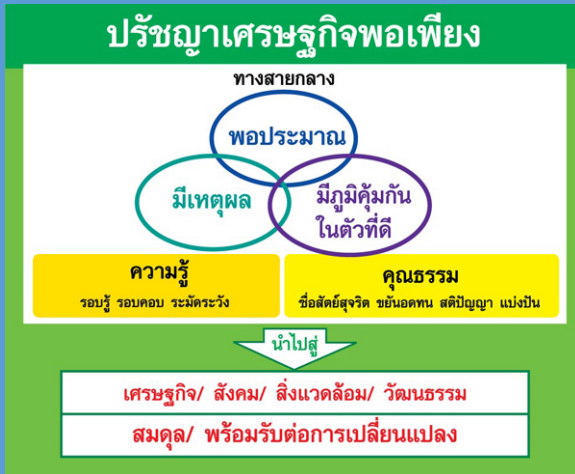 ปรัชญาเศรษฐกิจพอเพียง
ทางสายกลาง
พอประมาณ
มีเหตุผล
มีภูมิคุ้มกัน
ในตัวที่ดี
ความรู้
รอบรู้ รอบคอบ ระมัดระวัง
คุณธรรม
ซื่อสัตย์สุจริต ขยันอดทน สติปัญญา แบ่งปัน
นำไปสู่
เศรษฐกิจ/ สังคม/ สิ่งแวดล้อม/ วัฒนธรรม
สมดุล/ พร้อมรับต่อการเปลี่ยนแปลง